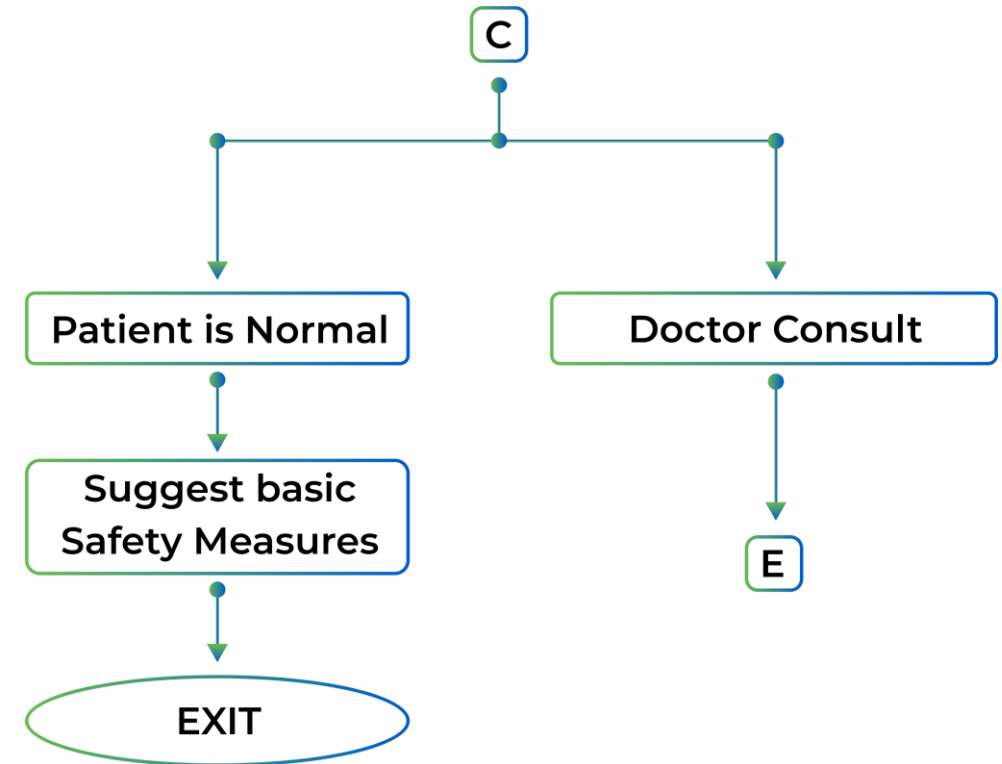 C
Patient is Normal
Doctor Consult
Suggest basic
Safety Measures
E
EXIT